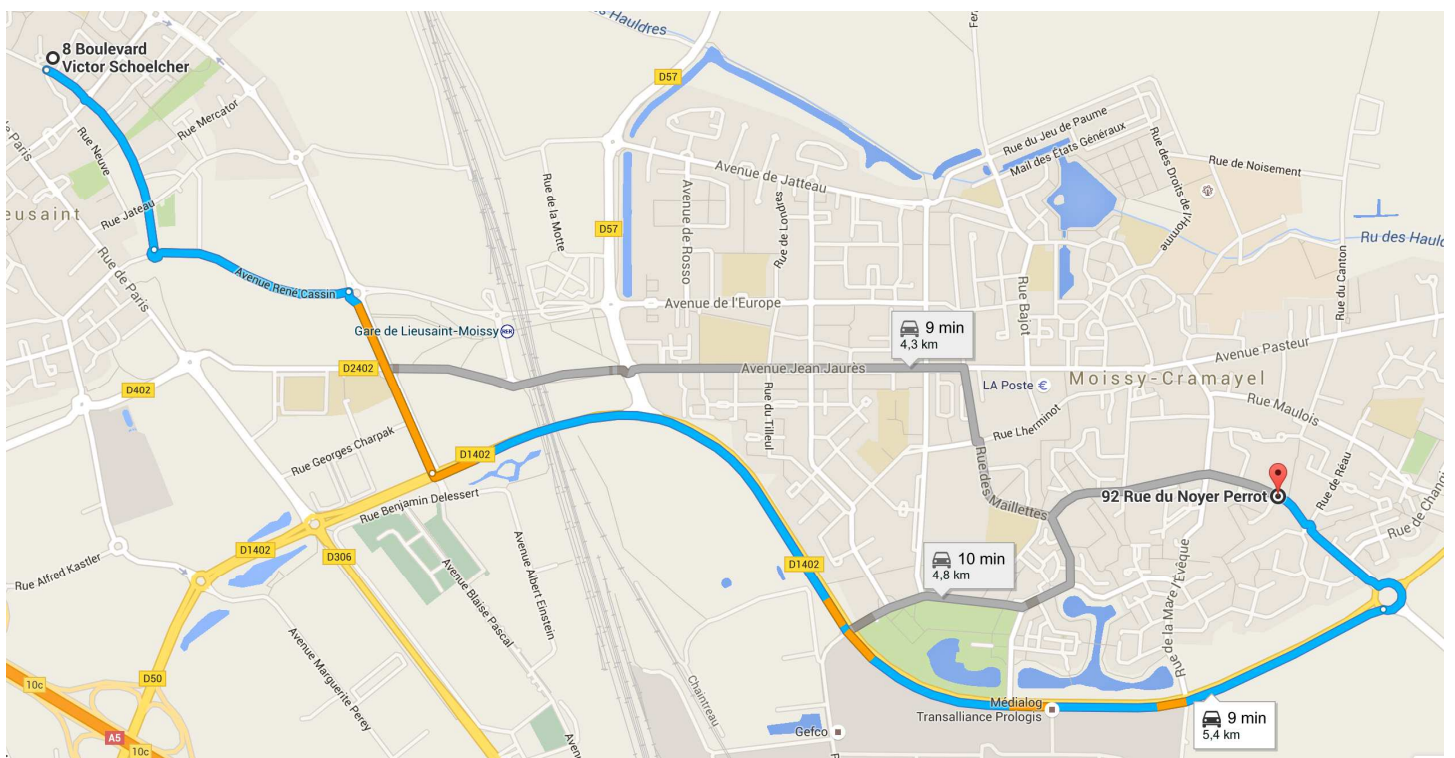 des Hauldres
8 Boulevard
Victor Schoelcher
D57
Rue Mercator
Rue Neuve
de Paris
Rue du Jeu de Paume
Mail des États Généraux
Rue des Droits de l'Homme
Rue de Noisement
Avenue de Jatteau
Rue de la Motte
Avenue de Rosso
Rue de Londres
Rue Jateau
ieusaint
D57
Ru des Hauld
Rue du Canton
Rue de Paris
Avenue René Cassin
Avenue de l'Europe
Rue Bajot
Gare de Lieusaint-Moissy
RER
9 min
4,3 km
Avenue Pasteur
D2402
Avenue Jean Jaurès
LA Poste
Moissy-Cramayel
D402
Rue du Tilleul
Rue Maulois
Rue Lherminot
Rue Georges Charpak
D1402
Rue des Maillettes
Rue de Réau
92 Rue du Noyer Perrot
Rue Benjamin Delessert
D1402
D306
Rue Alfred Kastler
Avenue Blaise Pascal
Avenue Albert Einstein
D1402
10 min
4,8 km
Rue de la Mare l'Evêque
Avenue Marguerite Perey
D50
10c
Chaintreau
Médialog
Transalliance Prologis
9 min
5,4 km
Gefco
A5
10c